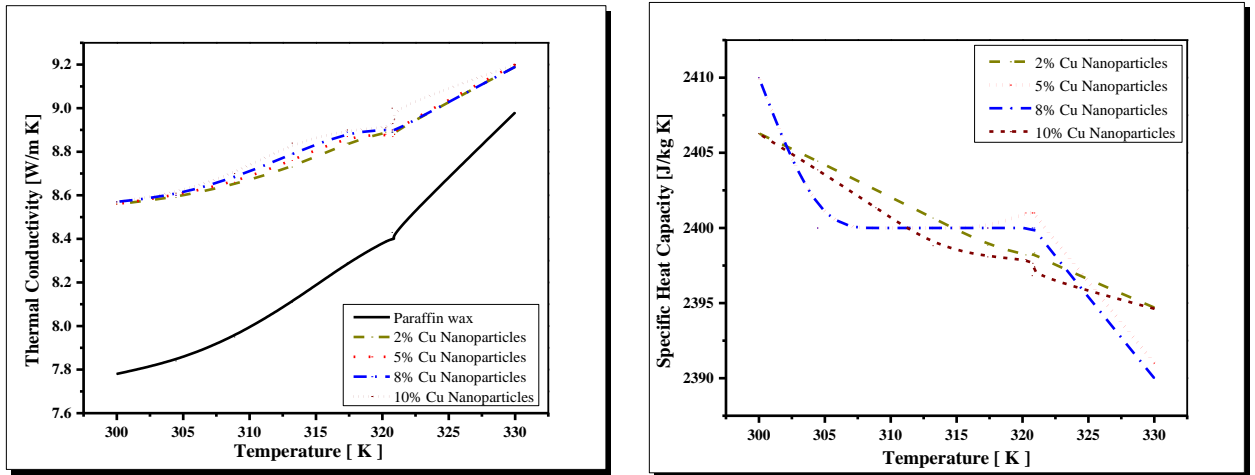 9.2
9.0
8.8
8.6
8.4
8.2
8.0
7.8
7.6
Thermal Conductivity [W/m K]
Paraffin wax
2% Cu Nanoparticles
5% Cu Nanoparticles
8% Cu Nanoparticles
10% Cu Nanoparticles
300 305 310 315 320 325 330
Temperature [ K ]
2410
2405
2400
2395
2390
Specific Heat Capacity [J/kg K]
2% Cu Nanoparticles
5% Cu Nanoparticles
8% Cu Nanoparticles
10% Cu Nanoparticles
300 305 310 315 320 325 330
Temperature [ K ]